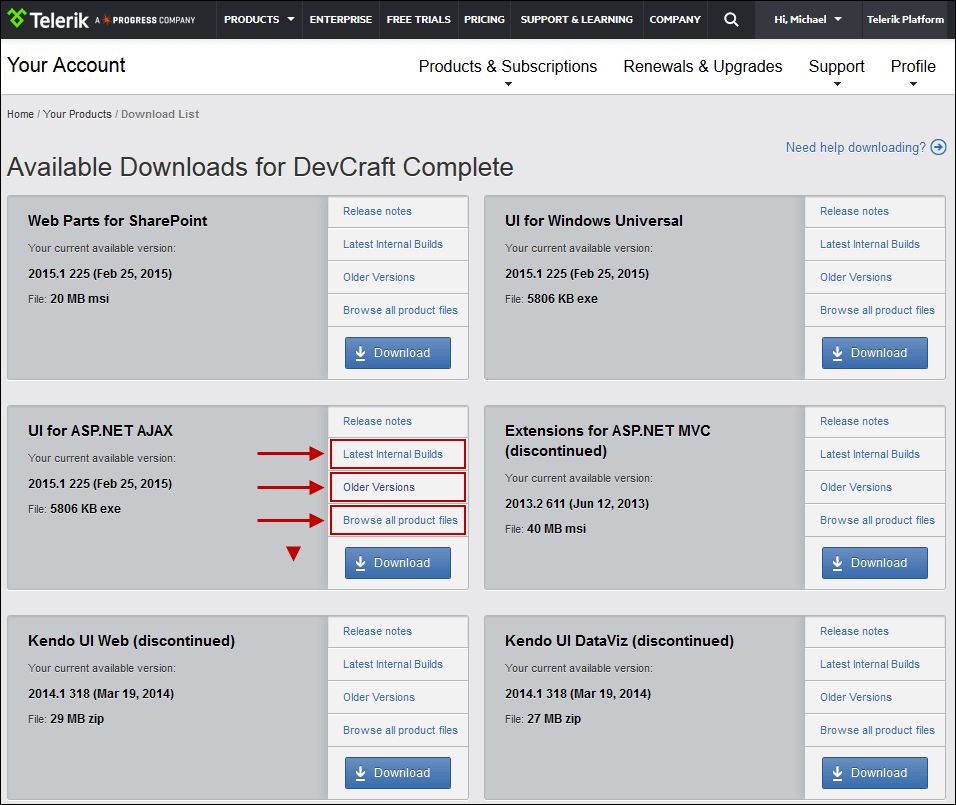 Telerik A PROGRESS COMPANY PRODUCTS ENTERPRISE FREE TRIALS PRICING SUPPORT & LEARNING COMPANY Hi, Michael Telerik Platform
Your Account
Products & Subscriptions Renewals & Upgrades Support Profile
Home / Your Products / Download List
Need help downloading?
Available Downloads for DevCraft Complete
Web Parts for SharePoint
Your current available version:
2015.1 225 (Feb 25, 2015)
File: 20 MB msi
Release notes
Latest Internal Builds
Older Versions
Browse all product files
Download
UI for Windows Universal
Your current available version:
2015.1 225 (Feb 25, 2015)
File: 5806 KB exe
Release notes
Latest Internal Builds
Older Versions
Browse all product files
Download
UI for ASP.NET AJAX
Your current available version:
2015.1 225 (Feb 25, 2015)
File: 5806 KB exe
Release notes
Latest Internal Builds
Older Versions
Browse all product files
Download
Extensions for ASP.NET MVC
(discontinued)
Your current available version:
2013.2 611 (Jun 12, 2013)
File: 40 MB msi
Release notes
Latest Internal Builds
Older Versions
Browse all product files
Download
Kendo UI Web (discontinued)
Your current available version:
2014.1 318 (Mar 19, 2014)
File: 29 MB zip
Release notes
Latest Internal Builds
Older Versions
Browse all product files
Download
Kendo UI DataViz (discontinued)
Your current available version:
2014.1 318 (Mar 19, 2014)
File: 27 MB zip
Release notes
Latest Internal Builds
Older Versions
Browse all product files
Download